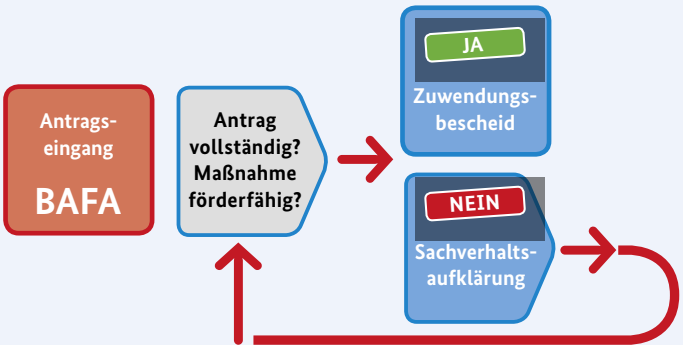 Antrags-
eingang
BAFA
Antrag
vollständig?
Maßnahme
förderfähig?
JA
Zuwendungs-
bescheid
NEIN
Sachverhalts-
aufklärung